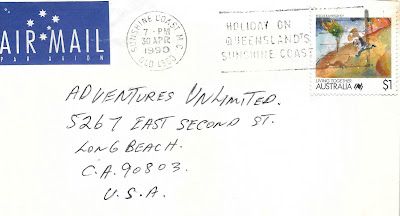 AIR MAIL
PAR AVION
SUNSHINE COAST M.C
7 - PM
30 APR
1990
QLD 4560
HOLIDAY ON
QUEENSLAND'S
SUNSHINE COAST
LIVING TOGETHER
AUSTRALIA $1
ADVENTURES UNLIMITED.
5267 EAST SECOND ST.
LONG BEACH.
C.A. 90803.
U.S.A.